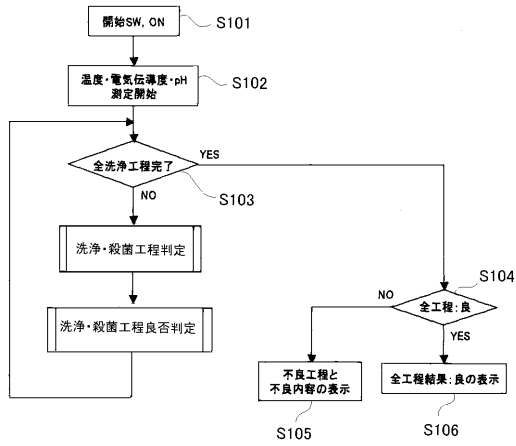 開始SW, ON
S101
温度・電気伝導度・pH
測定開始
S102
全洗浄工程完了
YES
S103
NO
洗浄・殺菌工程判定
洗浄・殺菌工程良否判定
S104
全工程：良
NO
YES
不良工程と
不良内容の表示
S105
全工程結果：良の表示
S106